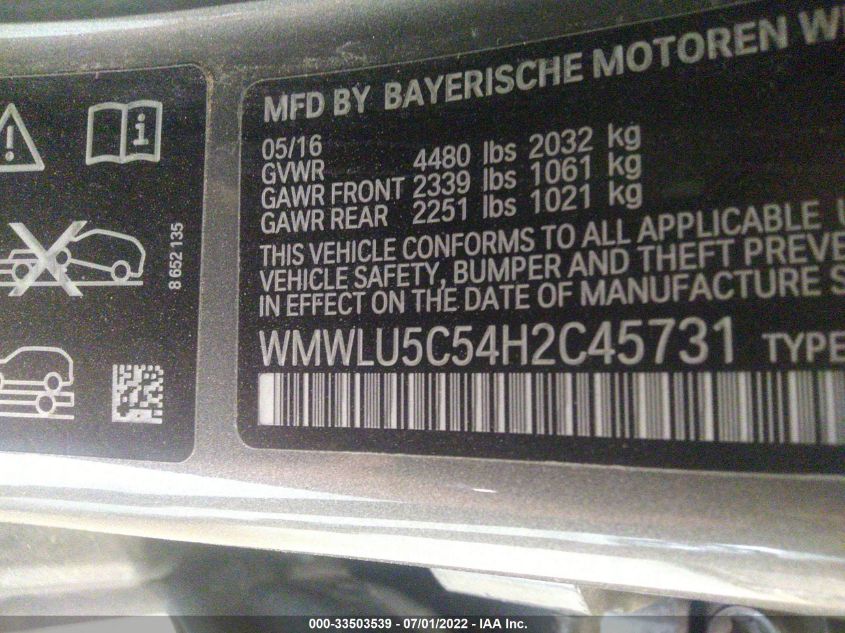 MFD BY BAYERISCHE MOTOREN
05/16
GVWR 4480 lbs 2032 kg
GAWR FRONT 2339 lbs 1061 kg
GAWR REAR 2251 lbs 1021 kg
THIS VEHICLE CONFORMS TO ALL APPLICABLE
VEHICLE SAFETY, BUMPER AND THEFT
IN EFFECT ON THE DATE OF MANUFACTURE
WMWLU5C54H2C45731 TYPE
8 652 135
000-33503539 - 07/01/2022 - IAA Inc.